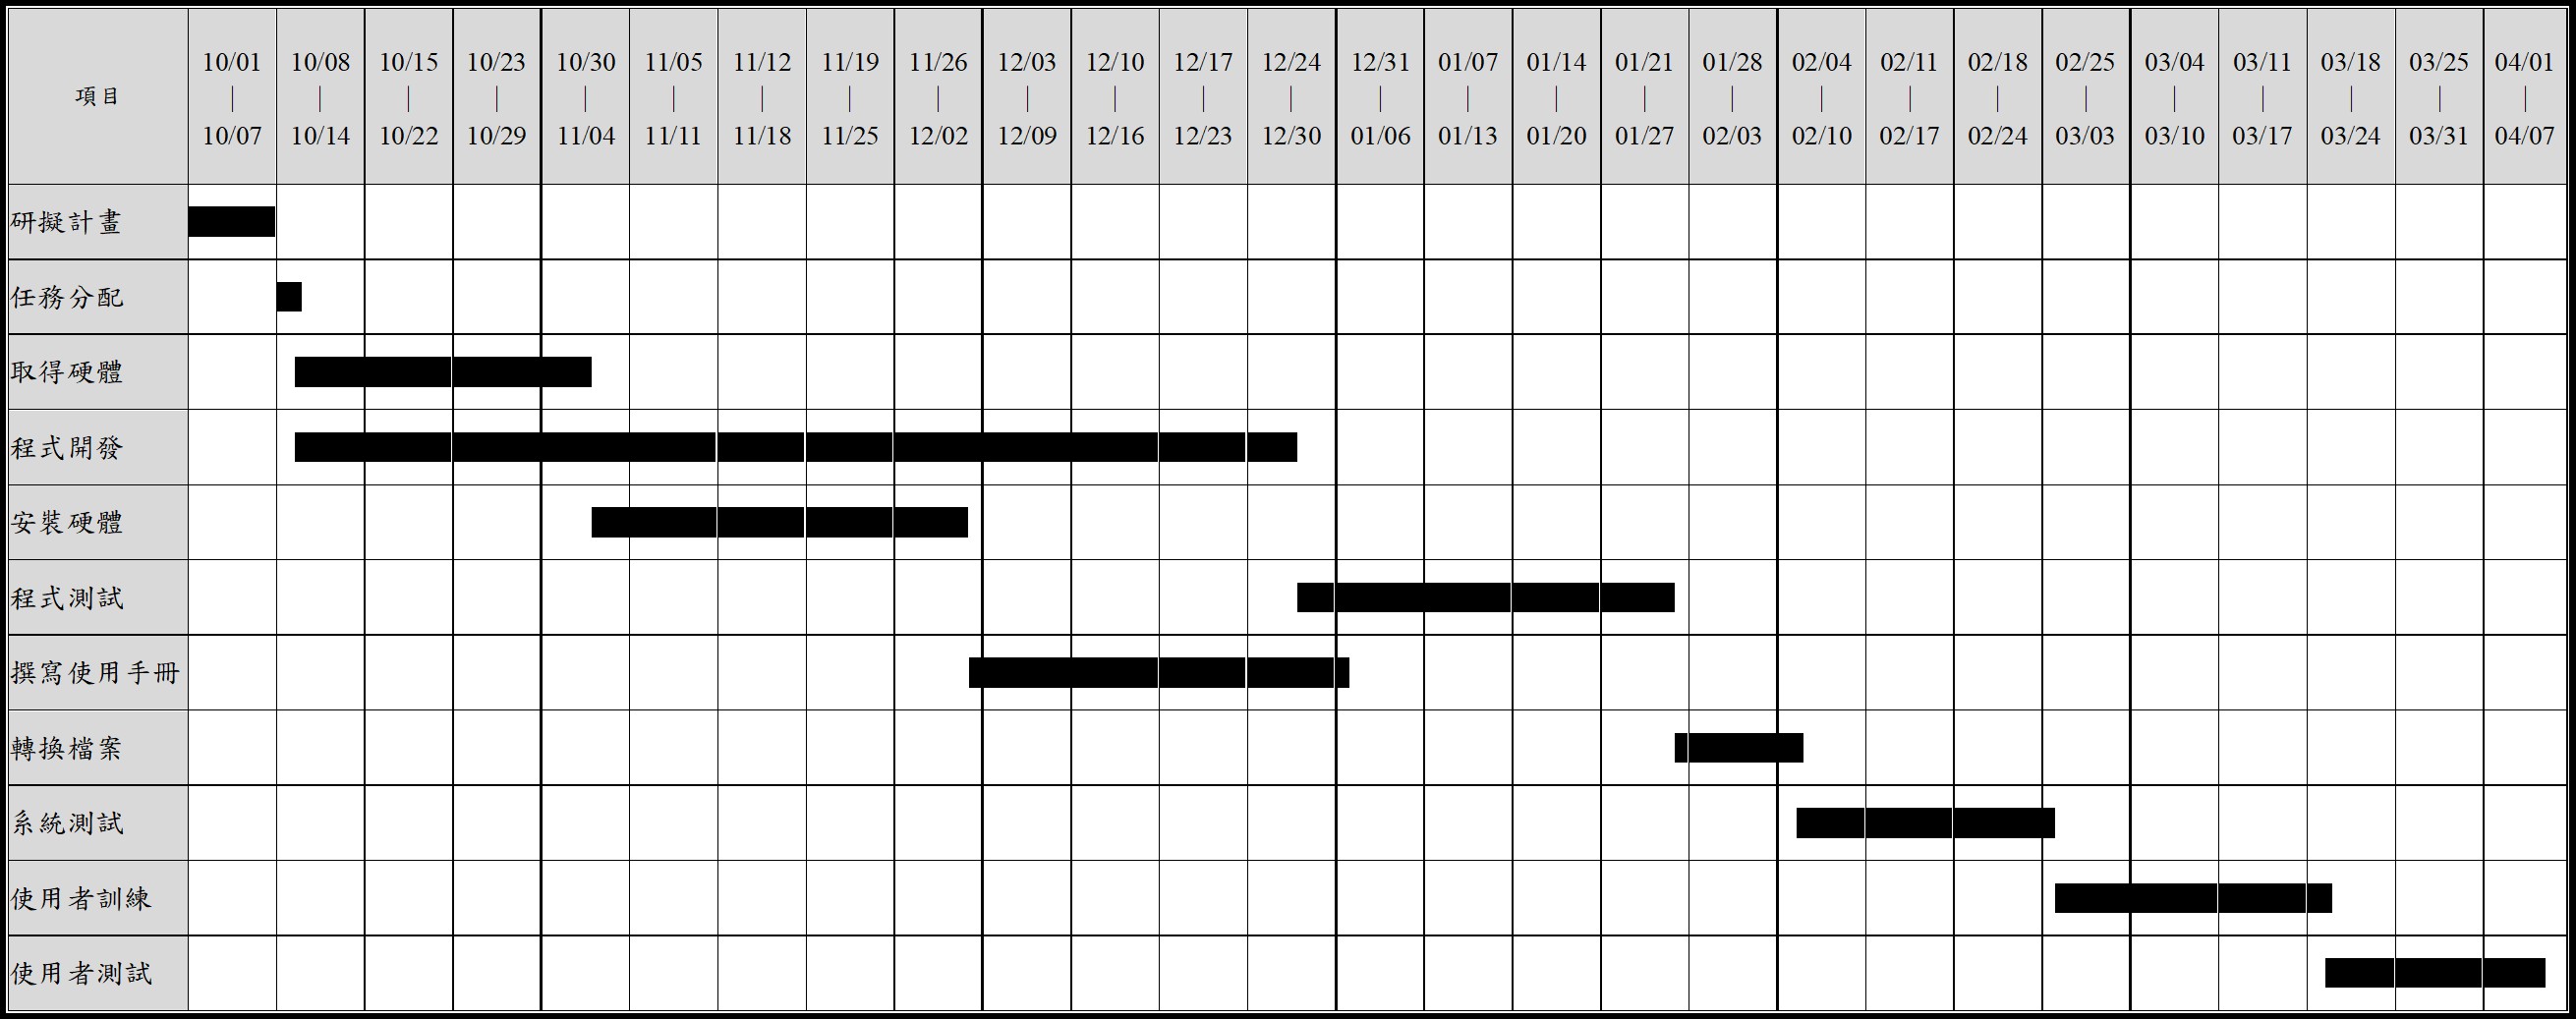 項目
10/01 | 10/07
10/08 | 10/14
10/15 | 10/22
10/23 | 10/29
10/30 | 11/04
11/05 | 11/11
11/12 | 11/18
11/19 | 11/25
11/26 | 12/02
12/03 | 12/09
12/10 | 12/16
12/17 | 12/23
12/24 | 12/30
12/31 | 01/06
01/07 | 01/13
01/14 | 01/20
01/21 | 01/27
01/28 | 02/03
02/04 | 02/10
02/11 | 02/17
02/18 | 02/24
02/25 | 03/03
03/04 | 03/10
03/11 | 03/17
03/18 | 03/24
03/25 | 03/31
04/01 | 04/07
研擬計畫
任務分配
取得硬體
程式開發
安裝硬體
程式測試
撰寫使用手冊
轉換檔案
系統測試
使用者訓練
使用者測試